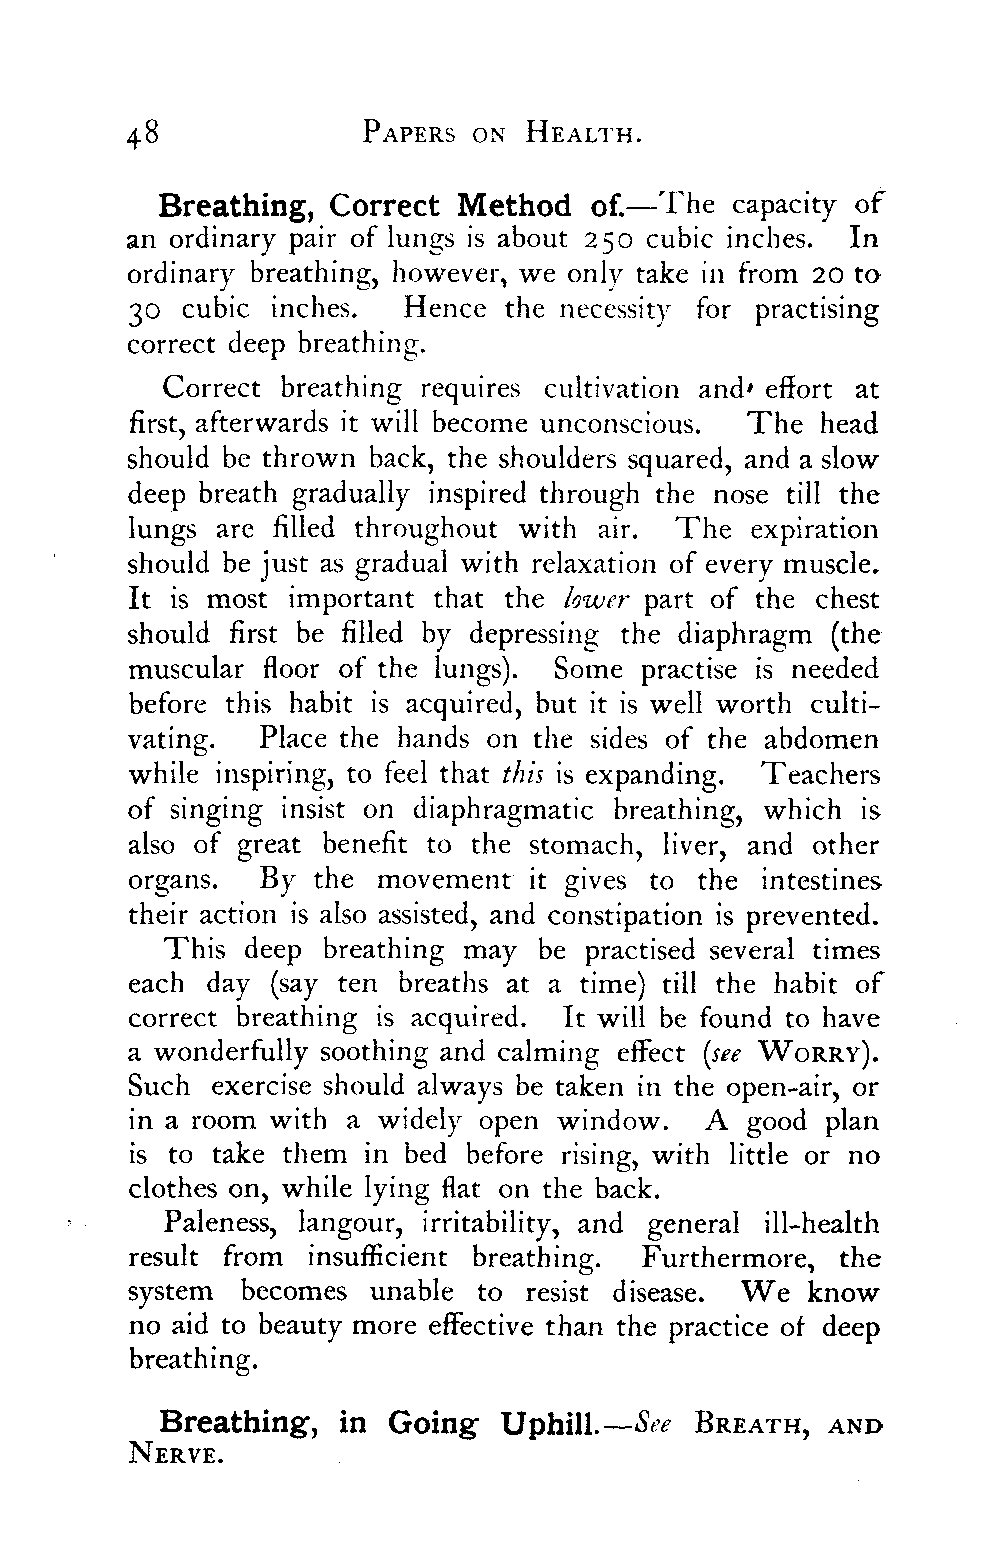 48 PAPERS ON HEALTH.
Breathing, Correct Method of.—The capacity of
an ordinary pair of lungs is about 250 cubic inches. In
ordinary breathing, however, we only take in from 20 to
30 cubic inches. Hence the necessity for practising
correct deep breathing.
Correct breathing requires cultivation and' effort at
first, afterwards it will become unconscious. The head
should be thrown back, the shoulders squared, and a slow
deep breath gradually inspired through the nose till the
lungs are filled throughout with air. The expiration
should be just as gradual with relaxation of every muscle.
It is most important that the lower part of the chest
should first be filled by depressing the diaphragm (the
muscular floor of the lungs). Some practise is needed
before this habit is acquired, but it is well worth culti-
vating. Place the hands on the sides of the abdomen
while inspiring, to feel that this is expanding. Teachers
of singing insist on diaphragmatic breathing, which is
also of great benefit to the stomach, liver, and other
organs. By the movement it gives to the intestines
their action is also assisted, and constipation is prevented.
This deep breathing may be practised several times
each day (say ten breaths at a time) till the habit of
correct breathing is acquired. It will be found to have
a wonderfully soothing and calming effect (see WORRY).
Such exercise should always be taken in the open-air, or
in a room with a widely open window. A good plan
is to take them in bed before rising, with little or no
clothes on, while lying flat on the back.
Paleness, langour, irritability, and general ill-health
result from insufficient breathing. Furthermore, the
system becomes unable to resist disease. We know
no aid to beauty more effective than the practice of deep
breathing.
Breathing, in Going Uphill.—See BREATH, AND
NERVE.